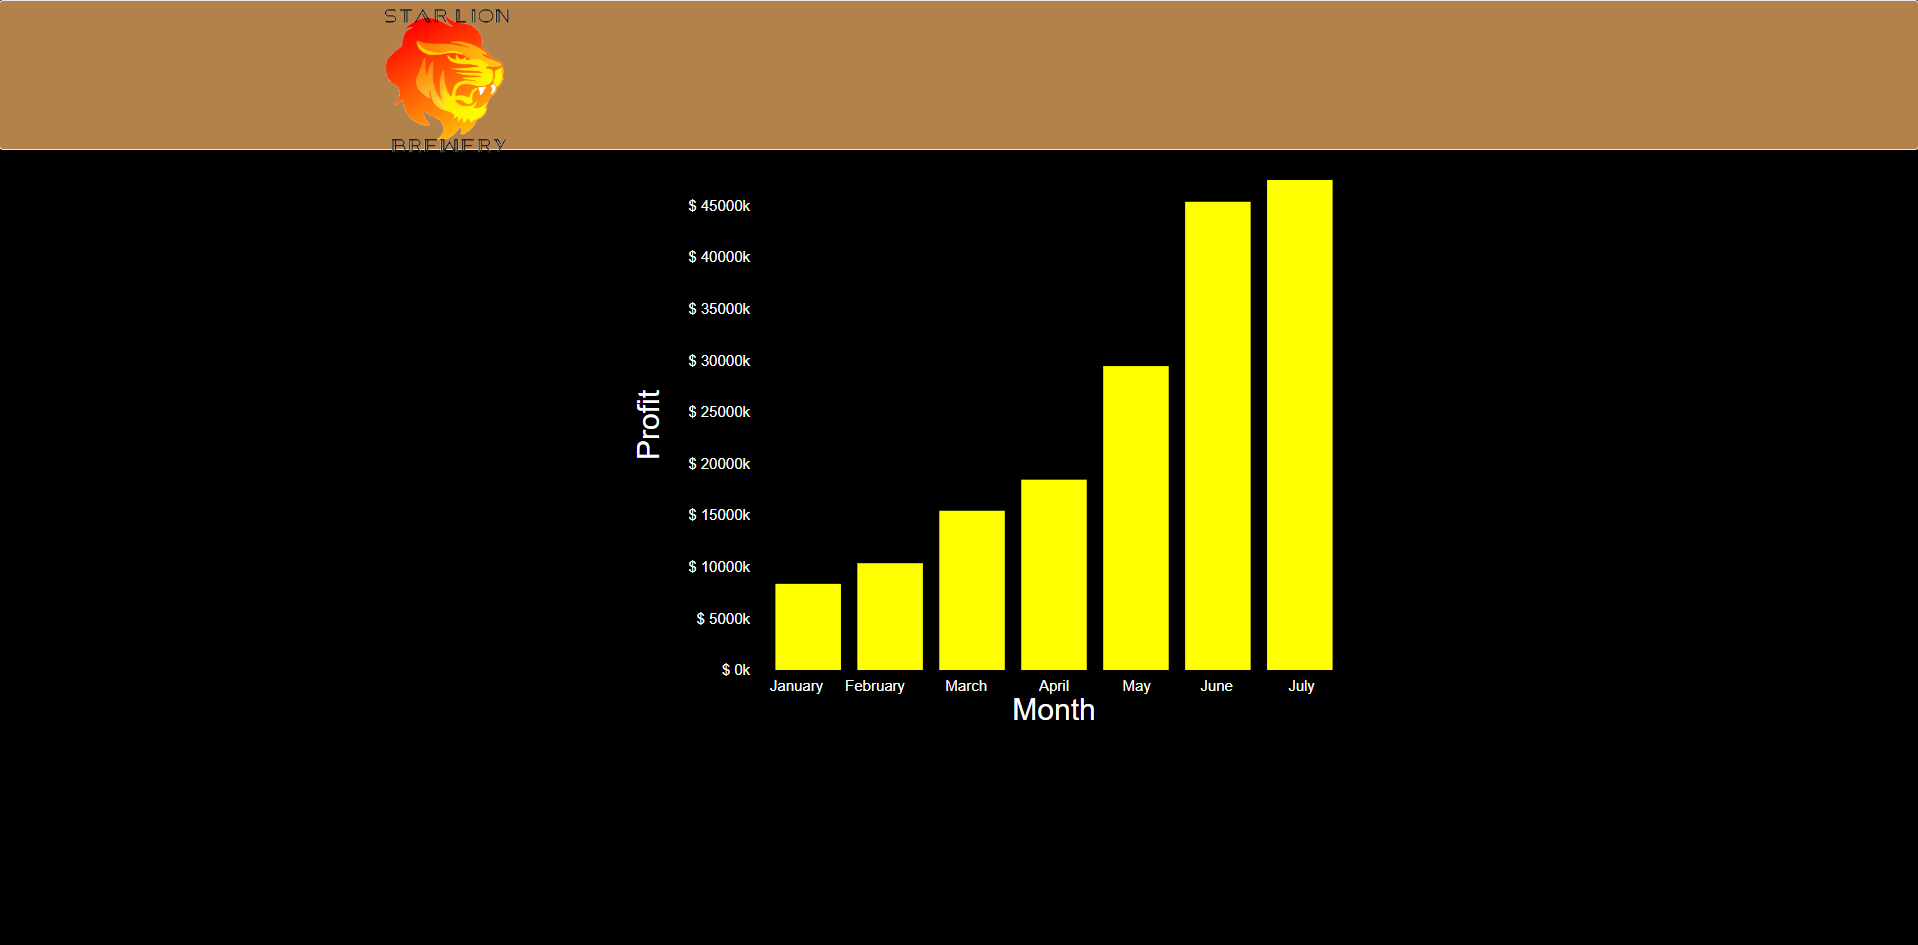 STAR LION
BREWERY
$ 45000k
$ 40000k
$ 35000k
$ 30000k
$ 25000k
$ 20000k
$ 15000k
$ 10000k
$ 5000k
$ 0k
Profit
January February March April May June July
Month